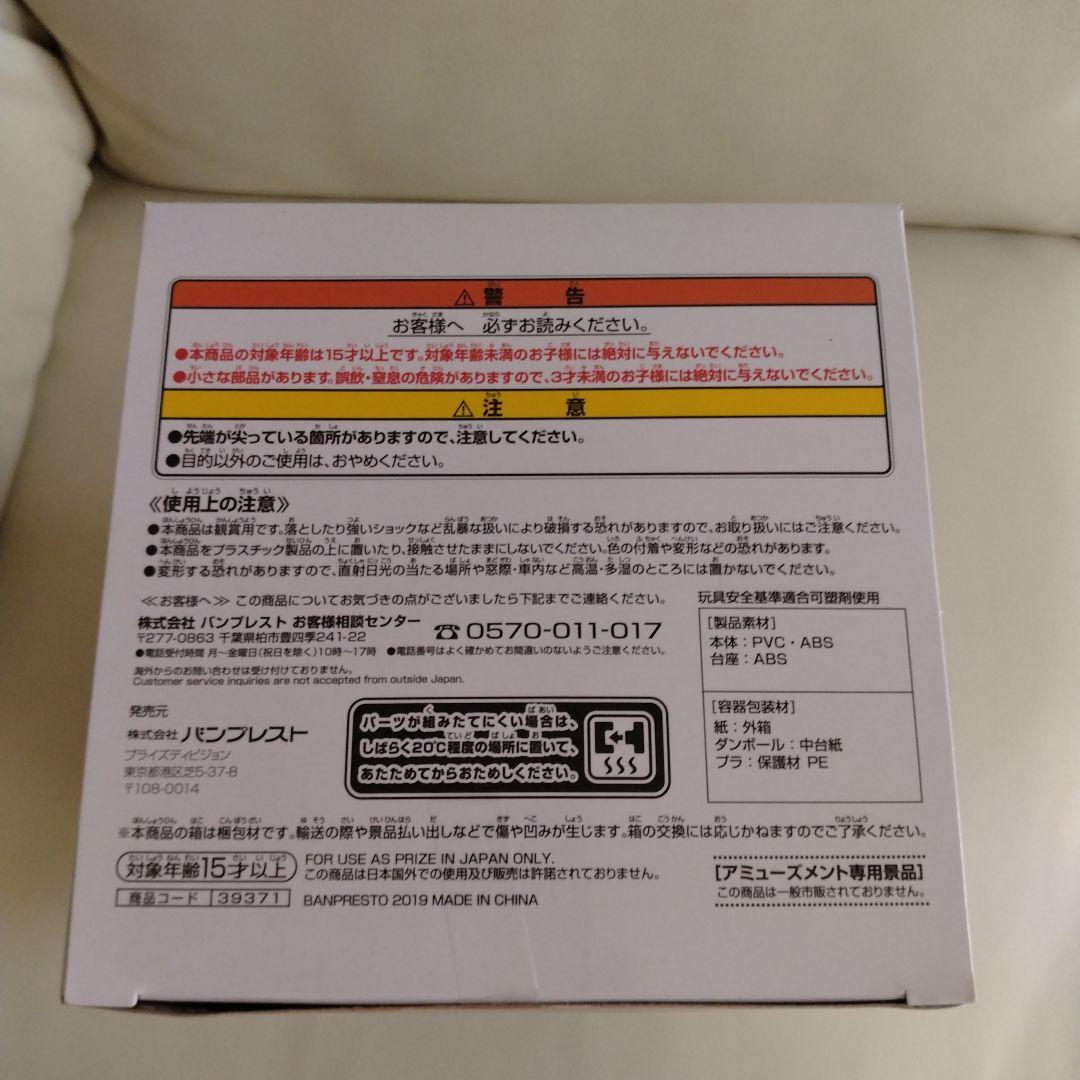 ⚠警告
お客様へ 必ずお読みください。
●本商品の対象年齢は15才以上です。対象年齢未満のお子様には絶対に与えないでください。
●小さな部品があります。誤飲・窒息の危険がありますので、3才未満のお子様には絶対に与えないでください。
⚠注意
●先端が尖っている箇所がありますので、注意してください。
●目的以外のご使用は、おやめください。
《使用上の注意》
●本商品は観賞用です。落としたり強いショックなど乱暴な扱いにより破損する恐れがありますので、お取り扱いにはご注意ください。
●本商品をプラスチック製品の上に置いたり、接触させたままにしないでください。色の付着や変形などの恐れがあります。
●変形する恐れがありますので、直射日光の当たる場所や窓際・車内など高温・多湿のところには置かないでください。
≪お客様へ≫ この商品についてお気づきの点がございましたら下記までご連絡ください。
株式会社 バンプレスト お客様相談センター
〒277-0863 千葉県柏市豊四季241-22
☎0570-011-017
●電話受付時間 月〜金曜日(祝日を除く)10時〜17時 ●電話番号はよく確かめてお間違いのないようご注意ください。
海外からのお問い合わせは受け付けておりません。
Customer service inquiries are not accepted from outside Japan.
玩具安全基準適合可塑剤使用
[製品素材]
本体：PVC・ABS
台座：ABS
[容器包装材]
紙：外箱
ダンボール：中台紙
プラ：保護材 PE
発売元
株式会社 バンプレスト
プライズディビジョン
東京都港区芝5-37-8
〒108-0014
パーツが組みたてにくい場合は、
しばらく20℃程度の場所に置いて、
あたためてからおためしください。
※本商品の箱は梱包材です。輸送の際や景品払い出しなどで傷や凹みが生じます。箱の交換には応じかねますのでご了承ください。
対象年齢15才以上
FOR USE AS PRIZE IN JAPAN ONLY.
この商品は日本国外での使用及び販売は許諾されておりません。
商品コード 39371
BANPRESTO 2019 MADE IN CHINA
[アミューズメント専用景品]
この商品は一般市販されておりません。